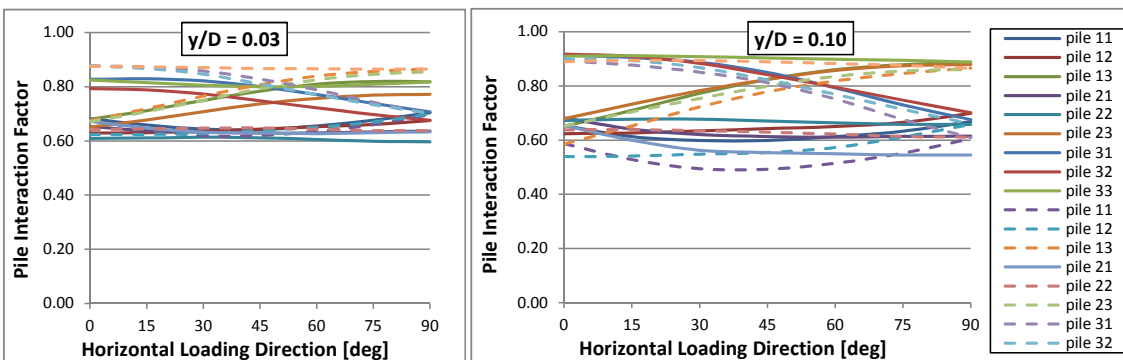 y/D = 0.03
Pile Interaction Factor
1.00
0.80
0.60
0.40
0.20
0.00
0 15 30 45 60 75 90
Horizontal Loading Direction [deg]
y/D = 0.10
Pile Interaction Factor
1.00
0.80
0.60
0.40
0.20
0.00
0 15 30 45 60 75 90
Horizontal Loading Direction [deg]
pile 11
pile 12
pile 13
pile 21
pile 22
pile 23
pile 31
pile 32
pile 33
pile 11
pile 12
pile 13
pile 21
pile 22
pile 23
pile 31
pile 32